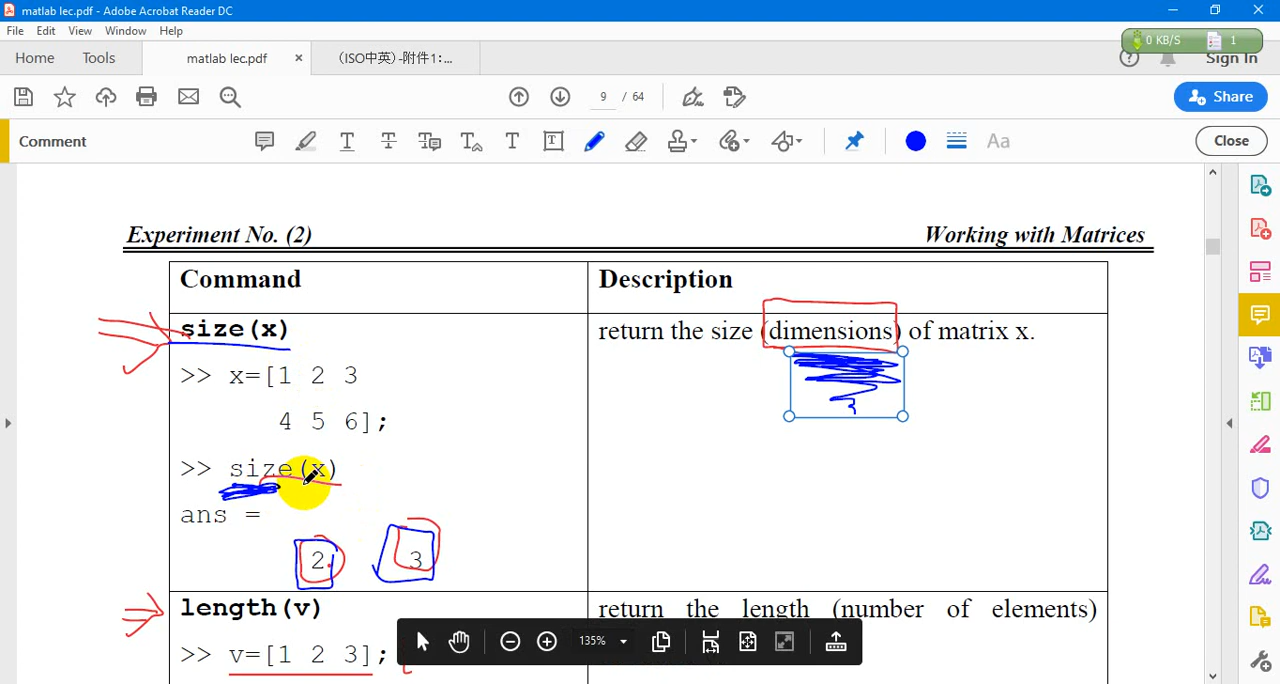 matlab lec.pdf - Adobe Acrobat Reader DC
File Edit View Window Help
0 KB/S 1
Home Tools matlab lec.pdf × (ISO中英)-附件1:... Sign In
9 / 64 Share
Comment Aa Close
Experiment No. (2) Working with Matrices
Command Description
size(x) return the size (dimensions) of matrix x.
>> x=[1 2 3
4 5 6];
>> size(x)
ans =
2 3
length(v) return the length (number of elements)
>> v=[1 2 3]; 135%